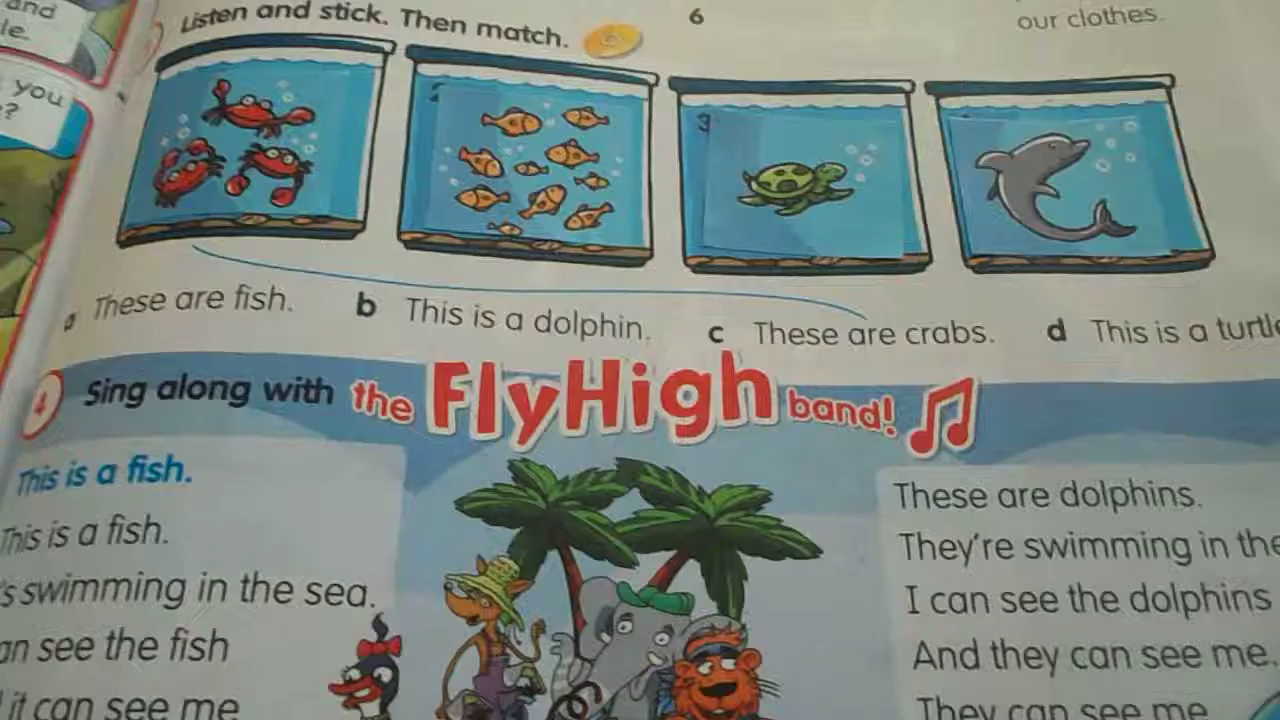 and
le.
you
?
Listen and stick. Then match.
6
our clothes.
3
a These are fish.
b This is a dolphin.
c These are crabs.
d This is a turtle
4 Sing along with the FlyHigh band!
This is a fish.
This is a fish.
's swimming in the sea.
an see the fish
it can see me
These are dolphins.
They're swimming in the
I can see the dolphins
And they can see me.
They can see me